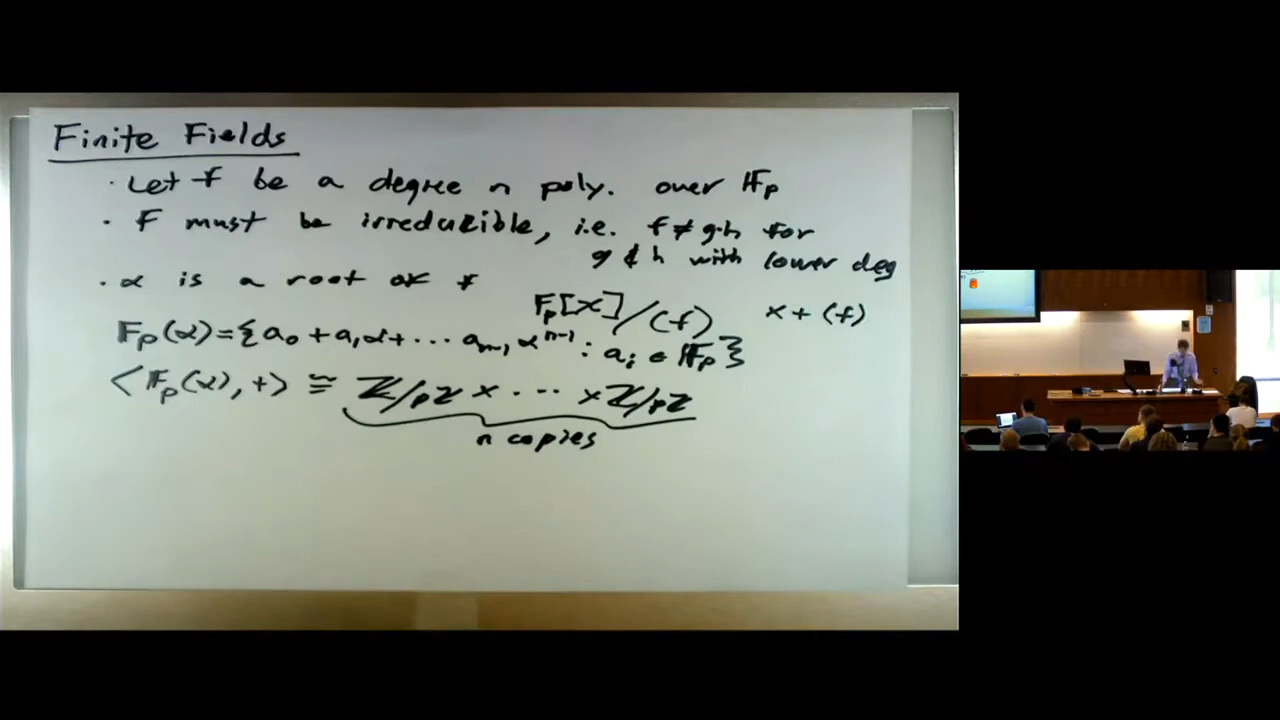 Finite Fields
· Let f be a degree n poly. over 𝔽p
· F must be irreducible, i.e. f ≠ g·h for
g & h with lower deg
· α is a root of f
𝔽p[X]/(f) x + (f)
𝔽p(α) = {a0 + a1α + ··· an-1 α^n-1 : ai ∈ 𝔽p}
⟨𝔽p(α), +⟩ ≅ ℤ/pℤ × ··· × ℤ/pℤ
n copies